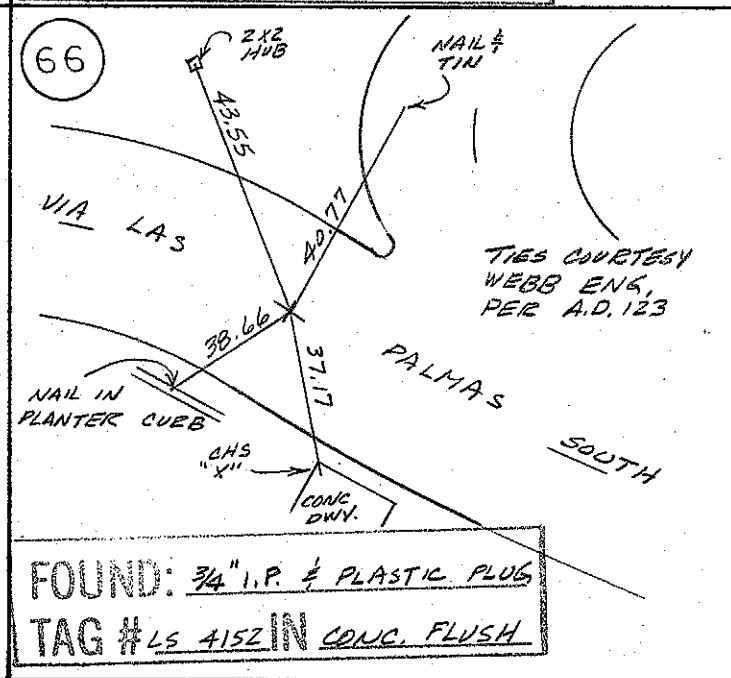 66
2X2
HUB
NAIL &
TIN
43.55
40.77
VIA LAS
TIES COURTESY
WEBB ENG,
PER A.D. 123
38.66
37.17
PALMAS
NAIL IN
PLANTER CURB
SOUTH
CHS
"X"
CONC
DWY.
FOUND: 3/4" I.P. & PLASTIC PLUG
TAG # LS 4152 IN CONC. FLUSH